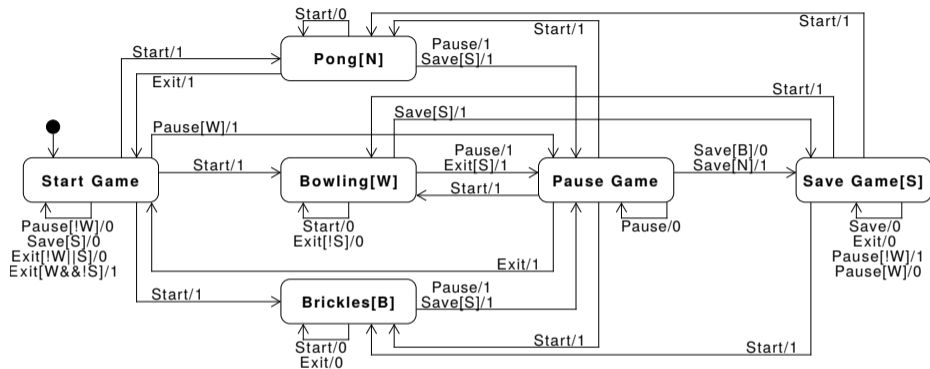 Start/0
Start/1
Start/1
Pong[N]
Pause/1
Save[S]/1
Start/1
Exit/1
Start/1
Pause[W]/1
Save[S]/1
Start/1
Start Game
Start/1
Bowling[W]
Pause/1
Exit[S]/1
Start/1
Pause Game
Save[B]/0
Save[N]/1
Save Game[S]
Pause[!W]/0
Save[S]/0
Exit[!W||S]/0
Exit[W&&!S]/1
Start/0
Exit[!S]/0
Pause/0
Save/0
Exit/0
Pause[!W]/1
Pause[W]/0
Exit/1
Start/1
Brickles[B]
Pause/1
Save[S]/1
Start/0
Exit/0
Start/1
Start/1